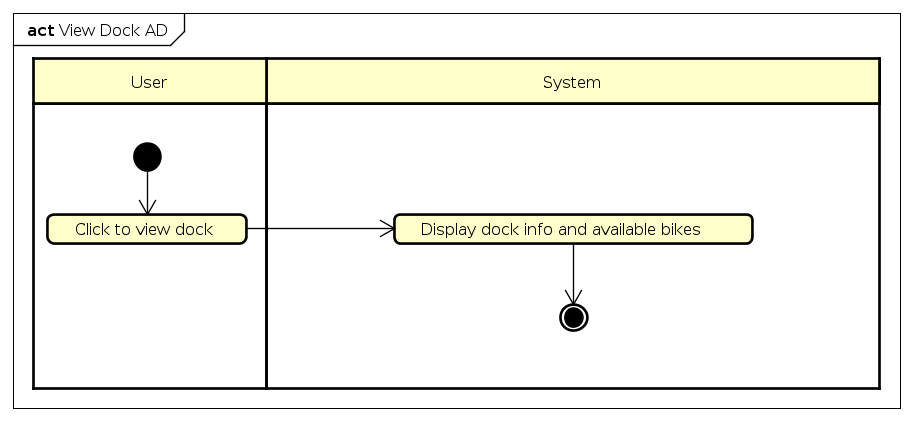 act View Dock AD
User
System
Click to view dock
Display dock info and available bikes